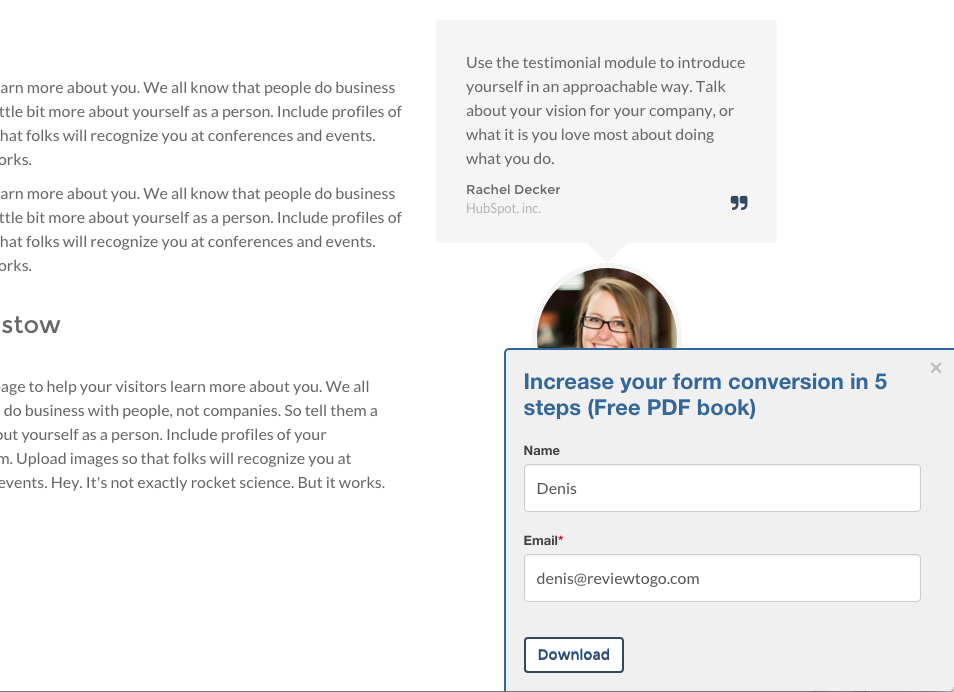 arn more about you. We all know that people do business
ttle bit more about yourself as a person. Include profiles of
hat folks will recognize you at conferences and events.
orks.
arn more about you. We all know that people do business
ttle bit more about yourself as a person. Include profiles of
hat folks will recognize you at conferences and events.
orks.
stow
age to help your visitors learn more about you. We all
do business with people, not companies. So tell them a
out yourself as a person. Include profiles of your
m. Upload images so that folks will recognize you at
events. Hey. It's not exactly rocket science. But it works.
Use the testimonial module to introduce
yourself in an approachable way. Talk
about your vision for your company, or
what it is you love most about doing
what you do.
Rachel Decker
HubSpot, inc.
”
×
Increase your form conversion in 5
steps (Free PDF book)
Name
Denis
Email*
denis@reviewtogo.com
Download